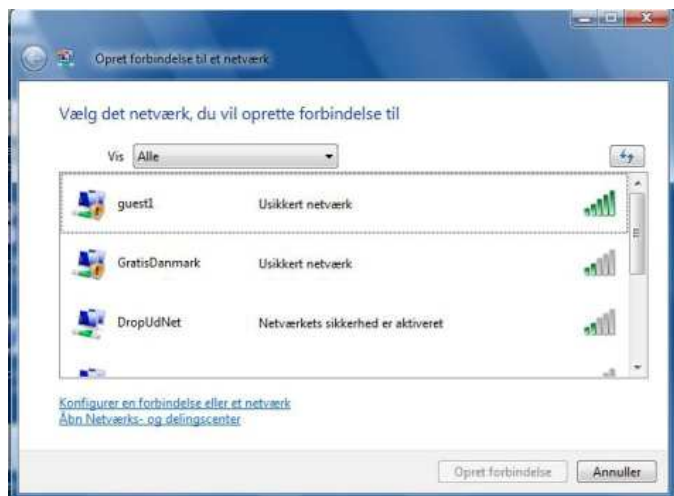 Opret forbindelse til et netværk
Vælg det netværk, du vil oprette forbindelse til
Vis Alle
guest1 Usikkert netværk
GratisDanmark Usikkert netværk
DropUdNet Netværkets sikkerhed er aktiveret
Konfigurer en forbindelse eller et netværk
Åbn Netværks- og delingscenter
Opret forbindelse Annuller